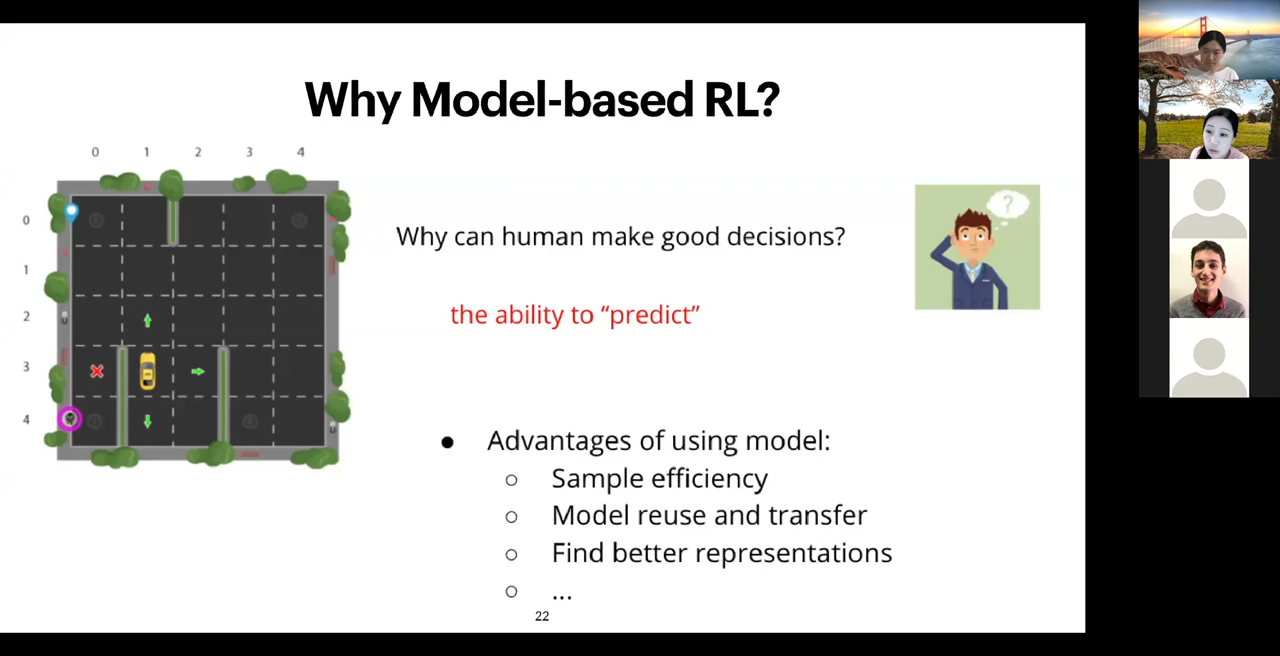 Why Model-based RL?
0 1 2 3 4
0
1
2
3
4
Why can human make good decisions?
?
the ability to “predict”
● Advantages of using model:
○ Sample efficiency
○ Model reuse and transfer
○ Find better representations
○ ...
22